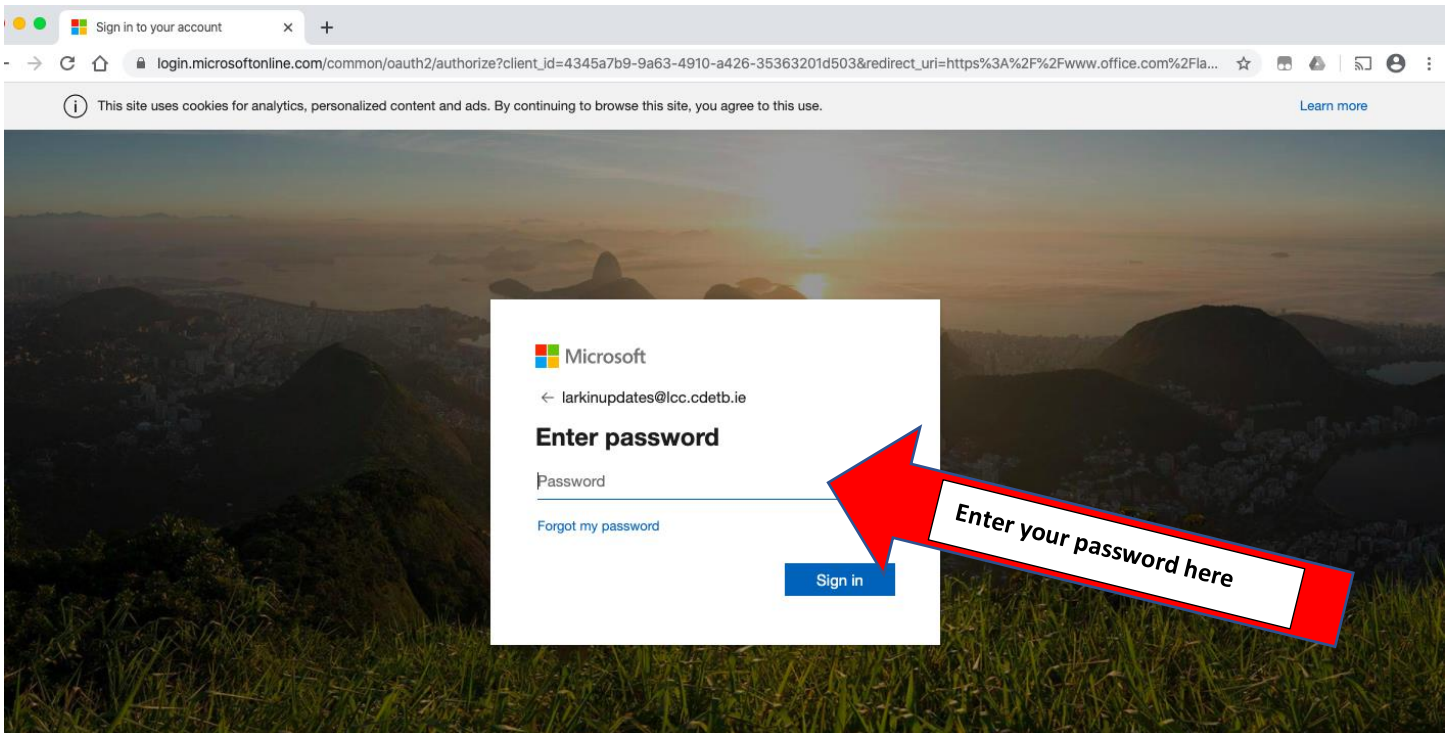 Sign in to your account
login.microsoftonline.com/common/oauth2/authorize?client_id=4345a7b9-9a63-4910-a426-35363201d503&redirect_uri=https%3A%2F%2Fwww.office.com%2Fla...
This site uses cookies for analytics, personalized content and ads. By continuing to browse this site, you agree to this use.
Learn more
Microsoft
larkinupdates@lcc.cdetb.ie
Enter password
Password
Forgot my password
Sign in
Enter your password here